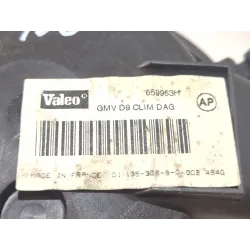 Valeo
659963H
GMV D9 CLIM DAG
AP
MADE IN FRANCE